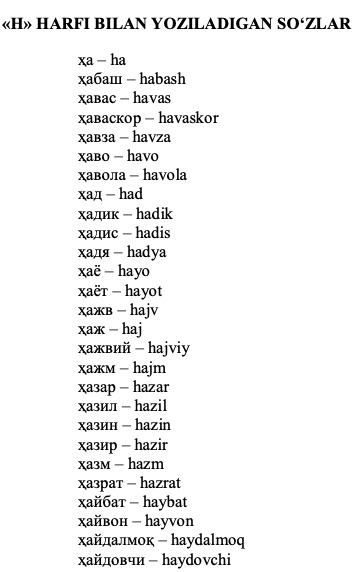 «H» HARFI BILAN YOZILADIGAN SO‘ZLAR
ҳа – ha
ҳабаш – habash
ҳавас – havas
ҳаваскор – havaskor
ҳавза – havza
ҳаво – havo
ҳавола – havola
ҳад – had
ҳадик – hadik
ҳадис – hadis
ҳадя – hadya
ҳаё – hayo
ҳаёт – hayot
ҳажв – hajv
ҳаж – haj
ҳажвий – hajviy
ҳажм – hajm
ҳазар – hazar
ҳазил – hazil
ҳазин – hazin
ҳазир – hazir
ҳазм – hazm
ҳазрат – hazrat
ҳайбат – haybat
ҳайвон – hayvon
ҳайдалмоқ – haydalmoq
ҳайдовчи – haydovchi